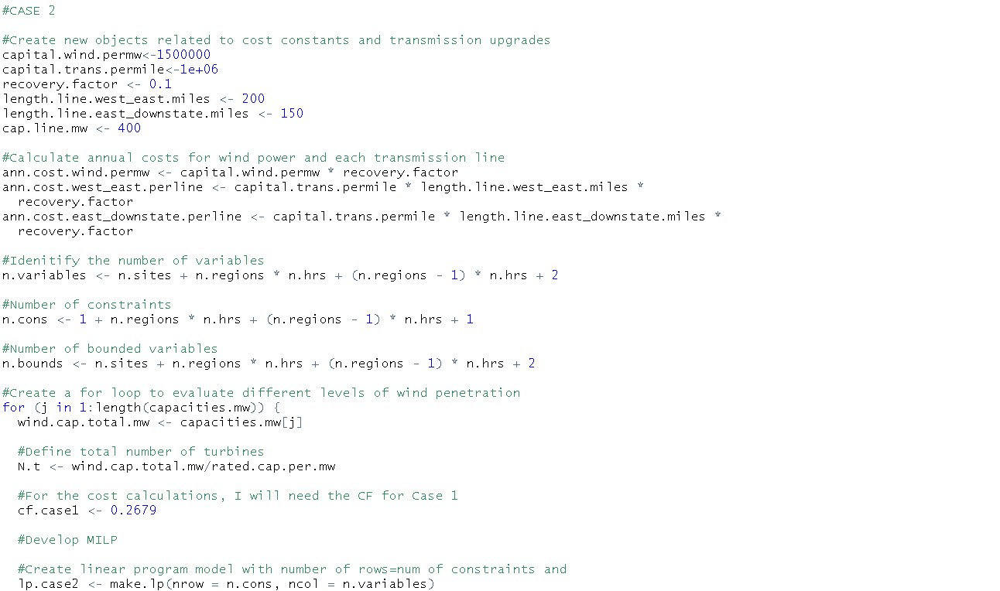 #CASE 2
#Create new objects related to cost constants and transmission upgrades
capital.wind.permw<-1500000
capital.trans.permile<-1e+06
recovery.factor <- 0.1
length.line.west_east.miles <- 200
length.line.east_downstate.miles <- 150
cap.line.mw <- 400
#Calculate annual costs for wind power and each transmission line
ann.cost.wind.permw <- capital.wind.permw * recovery.factor
ann.cost.west_east.perline <- capital.trans.permile * length.line.west_east.miles *
  recovery.factor
ann.cost.east_downstate.perline <- capital.trans.permile * length.line.east_downstate.miles *
  recovery.factor
#Idenitify the number of variables
n.variables <- n.sites + n.regions * n.hrs + (n.regions - 1) * n.hrs + 2
#Number of constraints
n.cons <- 1 + n.regions * n.hrs + (n.regions - 1) * n.hrs + 1
#Number of bounded variables
n.bounds <- n.sites + n.regions * n.hrs + (n.regions - 1) * n.hrs + 2
#Create a for loop to evaluate different levels of wind penetration
for (j in 1:length(capacities.mw)) {
  wind.cap.total.mw <- capacities.mw[j]
  #Define total number of turbines
  N.t <- wind.cap.total.mw/rated.cap.per.mw
  #For the cost calculations, I will need the CF for Case 1
  cf.case1 <- 0.2679
  #Develop MILP
  #Create linear program model with number of rows=num of constraints and
  lp.case2 <- make.lp(nrow = n.cons, ncol = n.variables)